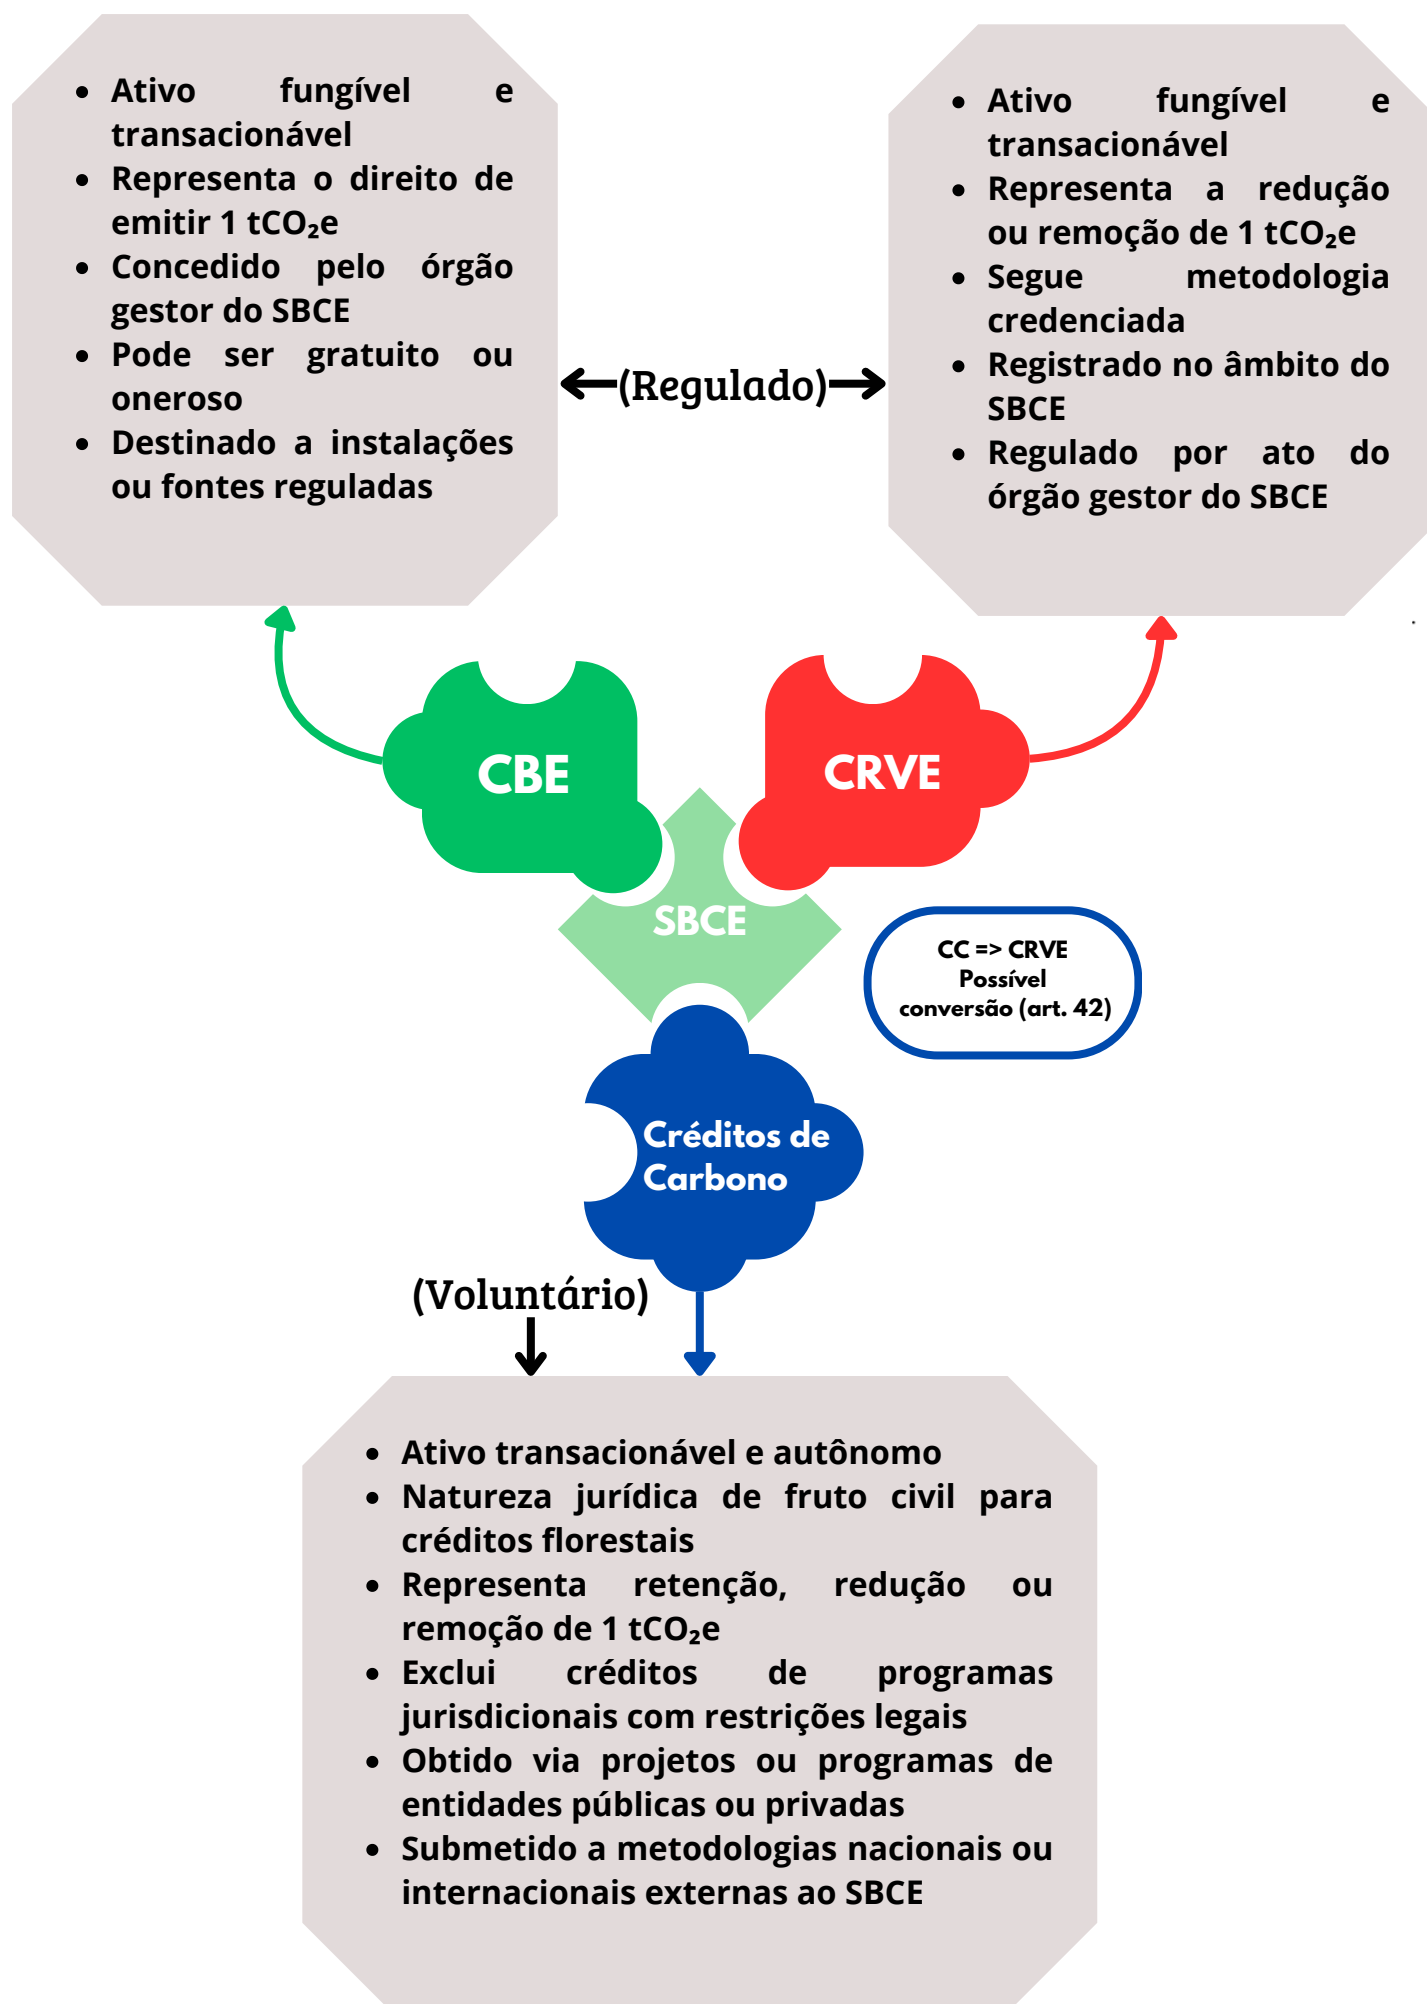 • Ativo fungível e
transacionável
• Representa o direito de
emitir 1 tCO₂e
• Concedido pelo órgão
gestor do SBCE
• Pode ser gratuito ou
oneroso
• Destinado a instalações
ou fontes reguladas
(Regulado)
• Ativo fungível e
transacionável
• Representa a redução
ou remoção de 1 tCO₂e
• Segue metodologia
credenciada
• Registrado no âmbito do
SBCE
• Regulado por ato do
órgão gestor do SBCE
CBE
CRVE
SBCE
CC => CRVE
Possível
conversão (art. 42)
Créditos de
Carbono
(Voluntário)
• Ativo transacionável e autônomo
• Natureza jurídica de fruto civil para
créditos florestais
• Representa retenção, redução ou
remoção de 1 tCO₂e
• Exclui créditos de programas
jurisdicionais com restrições legais
• Obtido via projetos ou programas de
entidades públicas ou privadas
• Submetido a metodologias nacionais ou
internacionais externas ao SBCE